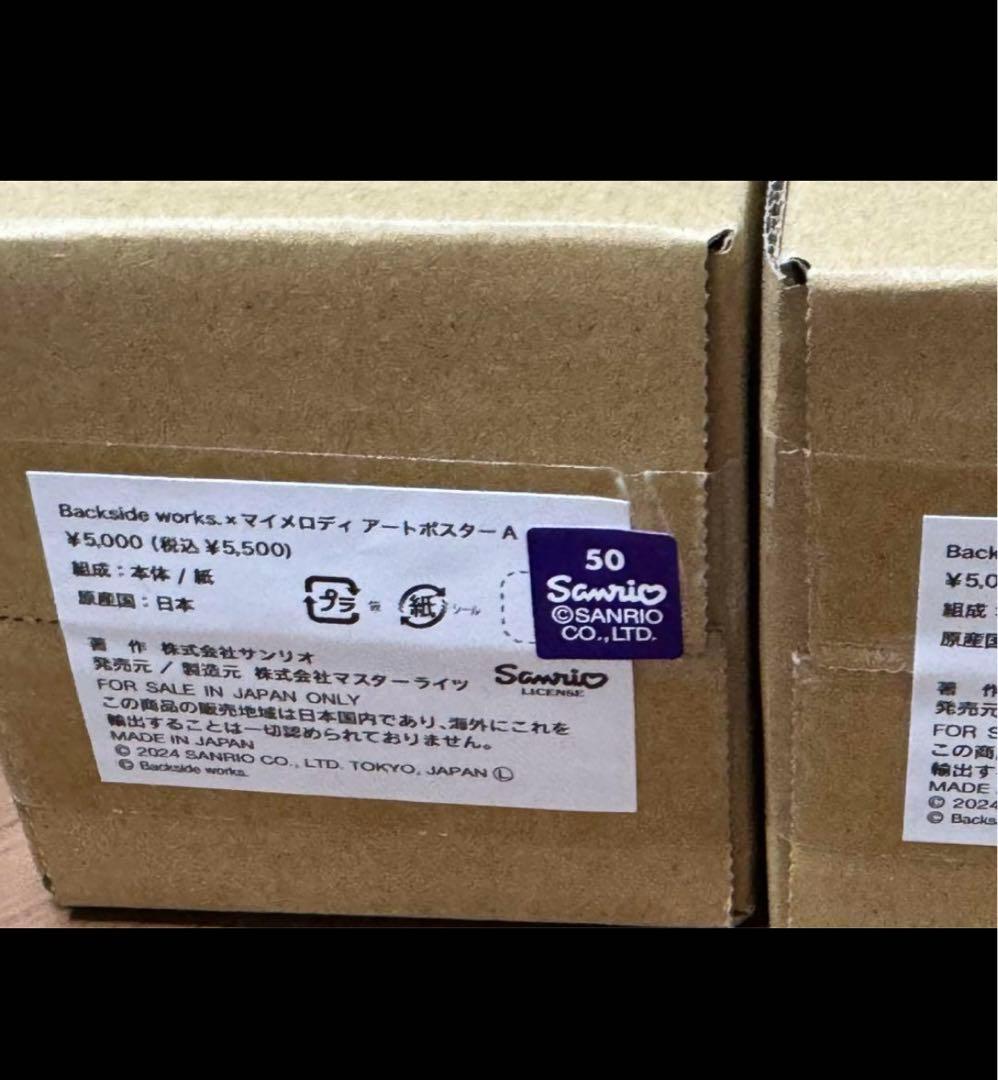 Backside works.×マイメロディ アートポスターA
¥5,000 (税込 ¥5,500)
組成:本体 / 紙
原産国:日本
プラ 袋
紙 シール
50
Sanrio
©SANRIO
CO.,LTD.
著 作 株式会社サンリオ
発売元 / 製造元 株式会社マスターライツ
Sanrio
LICENSE
FOR SALE IN JAPAN ONLY
この商品の販売地域は日本国内であり、海外にこれを
輸出することは一切認められておりません。
MADE IN JAPAN
© 2024 SANRIO CO., LTD. TOKYO, JAPAN Ⓛ
© Backside works.
Back
¥5,0
組成:
原産国
著 作
発売元
FOR S
この商
輸出す
MADE
© 2024
© Backs